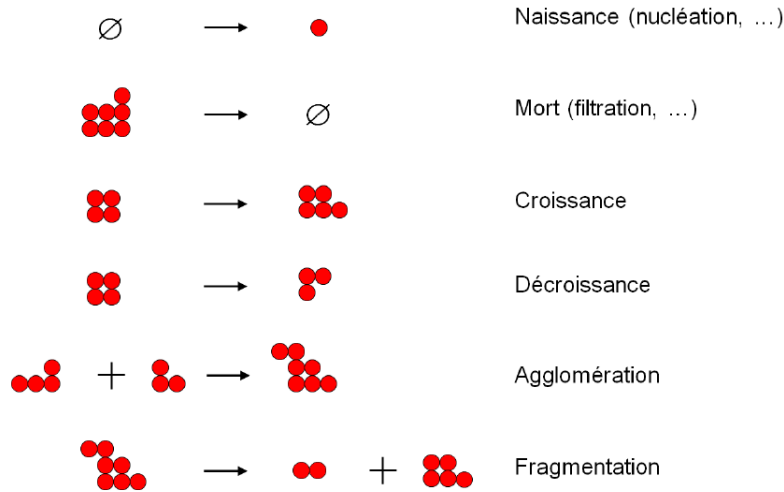 Naissance (nucléation, ...)
Mort (filtration, ...)
Croissance
Décroissance
Agglomération
Fragmentation